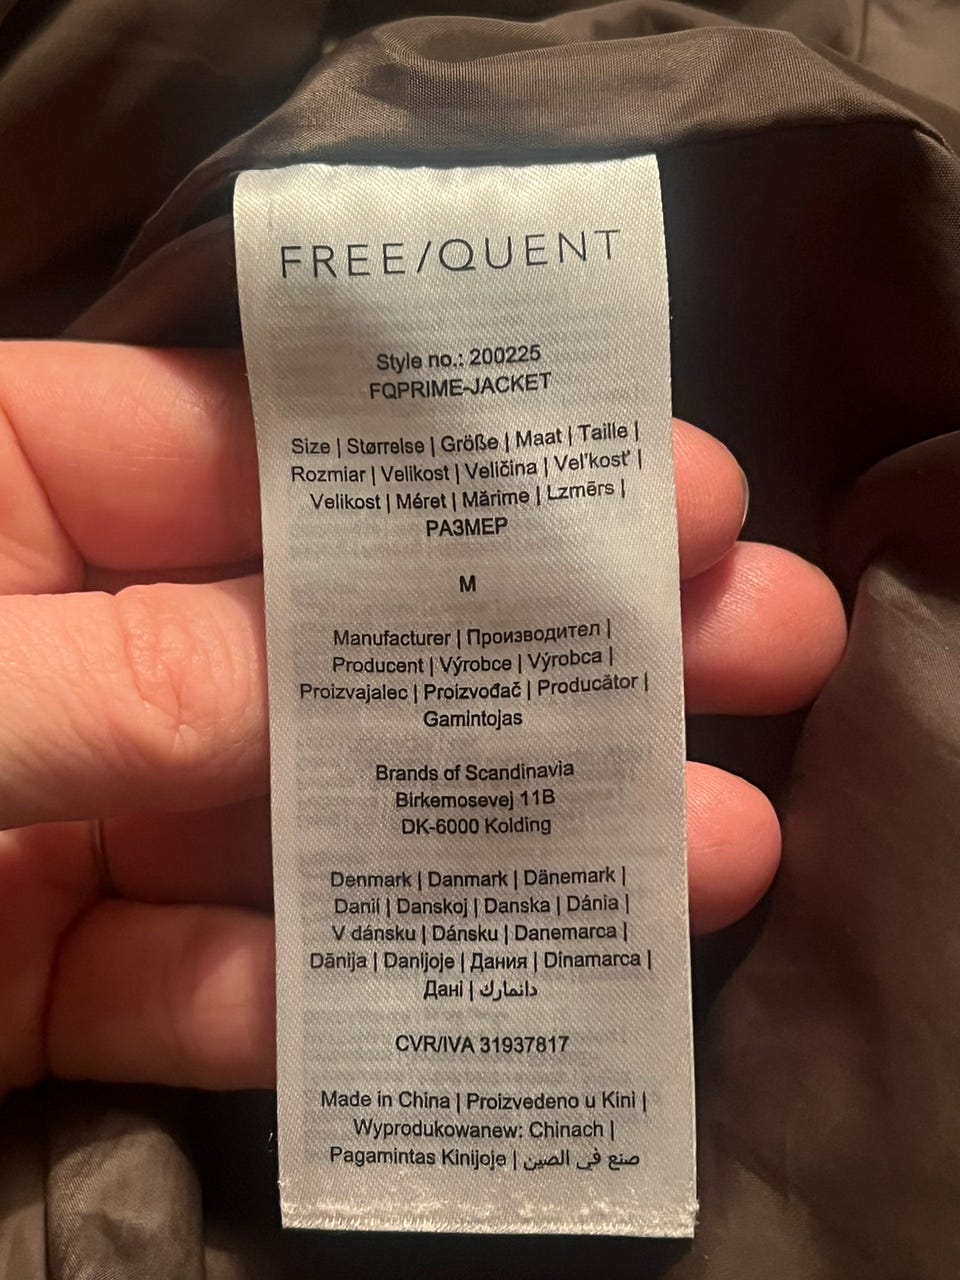 FREE/QUENT
Style no.: 200225
FQPRIME-JACKET
Size | Størrelse | Größe | Maat | Taille |
Rozmiar | Velikost | Veličina | Vel'kosť |
Velikost | Méret | Mărime | Lzmērs |
РАЗМЕР
M
Manufacturer | Производител |
Producent | Výrobce | Výrobca |
Proizvajalec | Proizvođač | Producător |
Gamintojas
Brands of Scandinavia
Birkemosevej 11B
DK-6000 Kolding
Denmark | Danmark | Dänemark |
Danil | Danskoj | Danska | Dánia |
V dánsku | Dánsku | Danemarca |
Dānija | Danijoje | Дания | Dinamarca |
Дані | دانمارك
CVR/IVA 31937817
Made in China | Proizvedeno u Kini |
Wyprodukowanew: Chinach |
Pagamintas Kinijoje | صنع في الصين